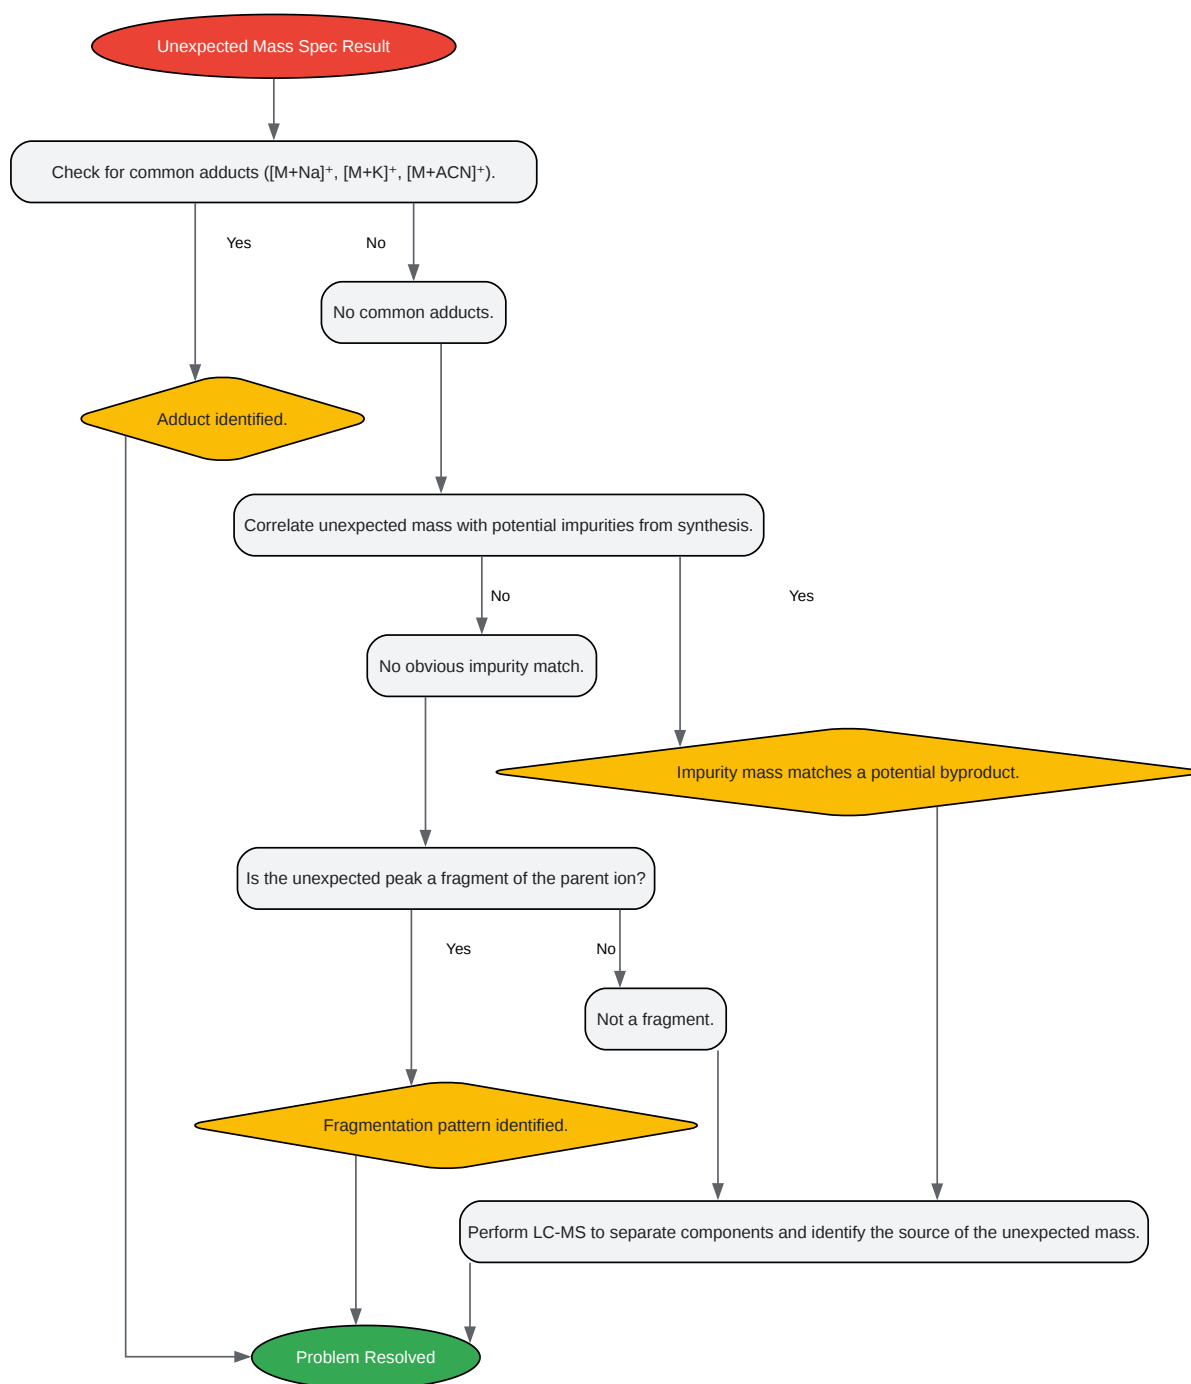 Unexpected Mass Spec Result
Check for common adducts ([M+Na]⁺, [M+K]⁺, [M+ACN]⁺).
Yes
No
No common adducts.
Adduct identified.
Correlate unexpected mass with potential impurities from synthesis.
No
Yes
No obvious impurity match.
Impurity mass matches a potential byproduct.
Is the unexpected peak a fragment of the parent ion?
Yes
No
Not a fragment.
Fragmentation pattern identified.
Perform LC-MS to separate components and identify the source of the unexpected mass.
Problem Resolved